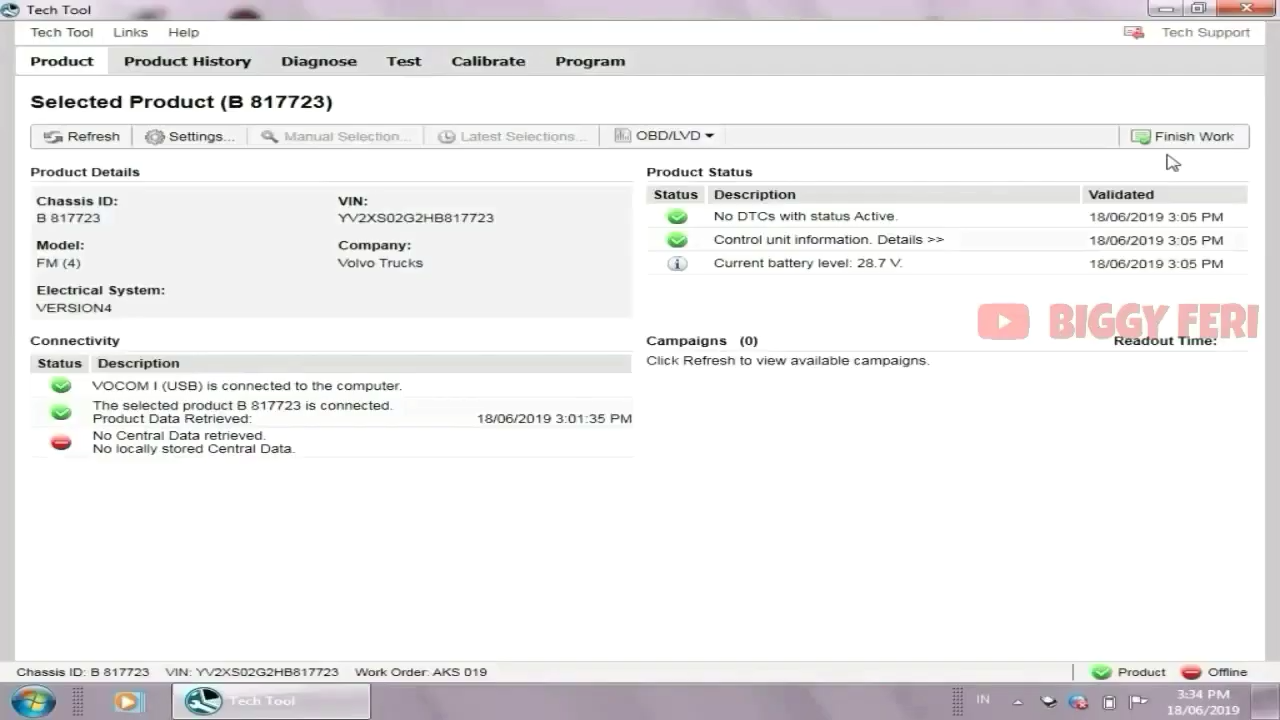 Tech Tool
Tech Tool Links Help Tech Support
Product Product History Diagnose Test Calibrate Program
Selected Product (B 817723)
Refresh Settings... Manual Selection... Latest Selections... OBD/LVD Finish Work
Product Details
Chassis ID: VIN:
B 817723 YV2XS02G2HB817723
Model: Company:
FM (4) Volvo Trucks
Electrical System:
VERSION4
Product Status
Status Description Validated
No DTCs with status Active. 18/06/2019 3:05 PM
Control unit information. Details >> 18/06/2019 3:05 PM
Current battery level: 28.7 V. 18/06/2019 3:05 PM
BIGGY FERI
Connectivity
Status Description
VOCOM I (USB) is connected to the computer.
The selected product B 817723 is connected.
Product Data Retrieved: 18/06/2019 3:01:35 PM
No Central Data retrieved.
No locally stored Central Data.
Campaigns (0) Readout Time:
Click Refresh to view available campaigns.
Chassis ID: B 817723 VIN: YV2XS02G2HB817723 Work Order: AKS 019 Product Offline
Tech Tool IN 3:34 PM
18/06/2019